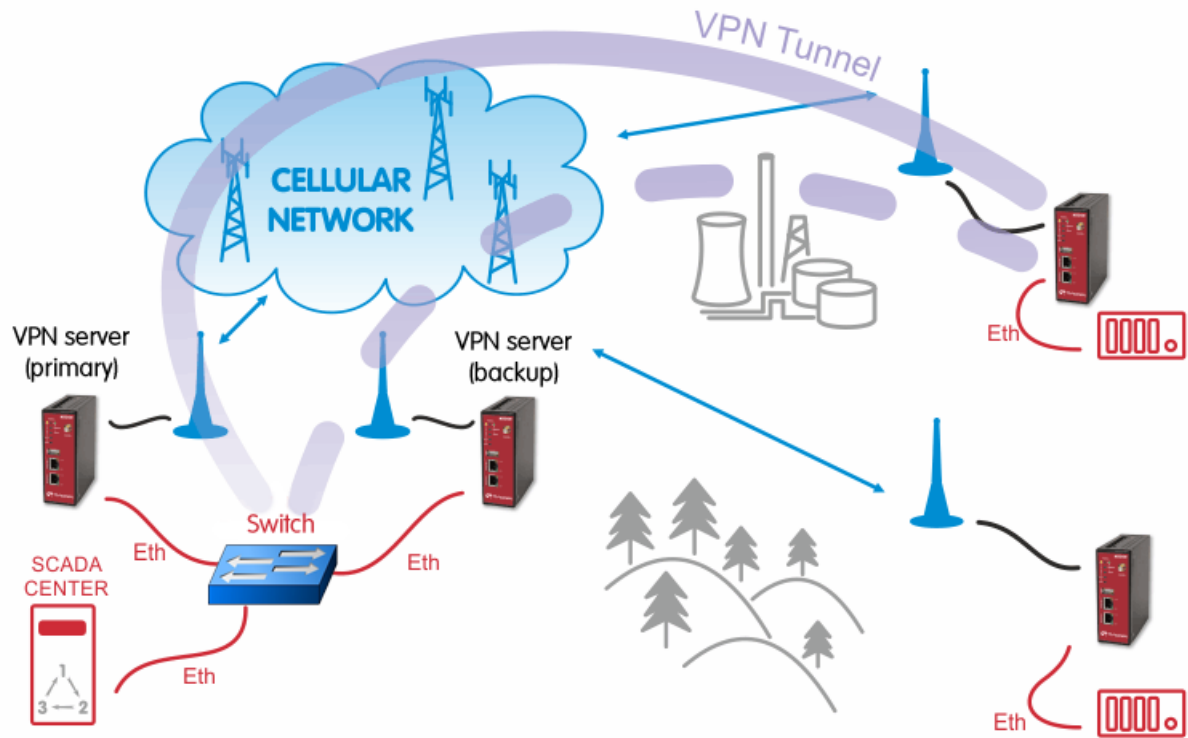 VPN Tunnel
CELLULAR
NETWORK
VPN server
(primary)
VPN server
(backup)
Eth
Switch
Eth
Eth
SCADA
CENTER
1
3
2
Eth
Eth